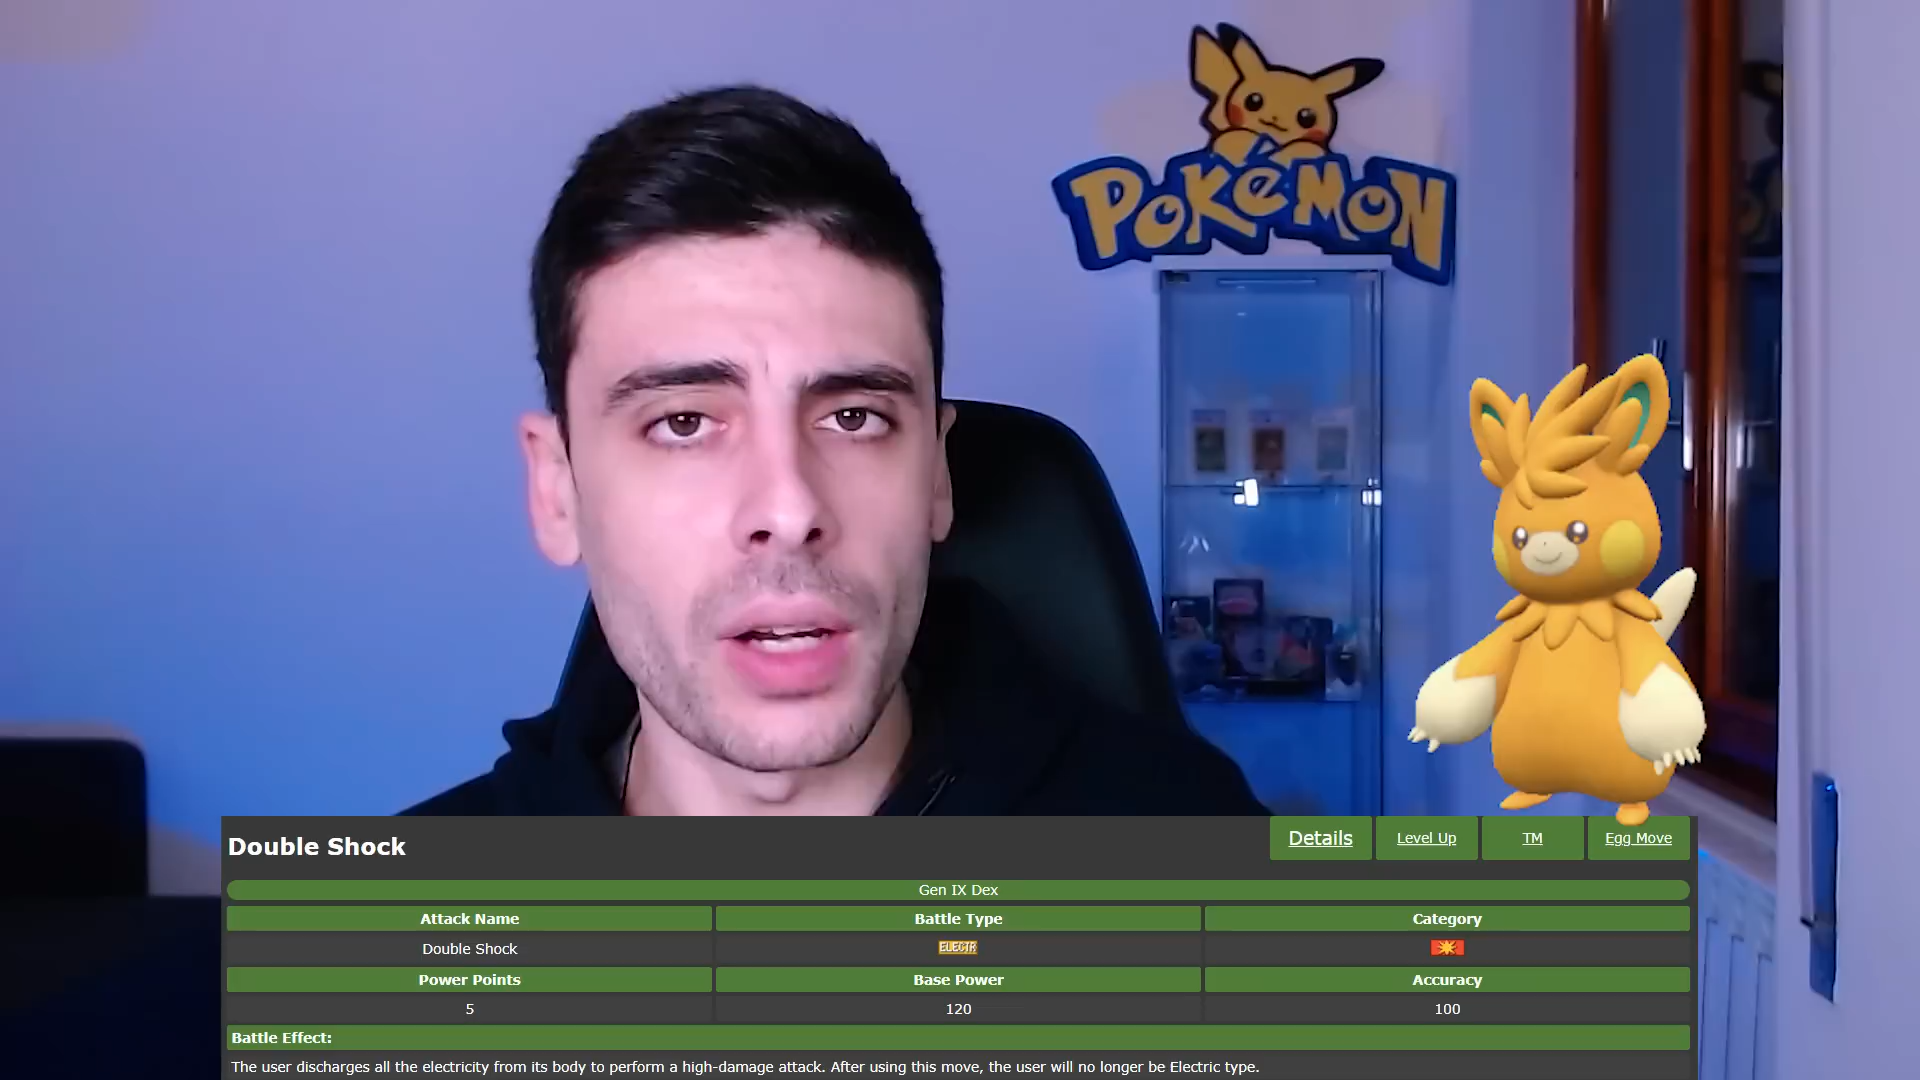 POKéMON
Double Shock
Details
Level Up
TM
Egg Move
Gen IX Dex
Attack Name Battle Type Category
Double Shock ELECTR
Power Points Base Power Accuracy
5 120 100
Battle Effect:
The user discharges all the electricity from its body to perform a high-damage attack. After using this move, the user will no longer be Electric type.